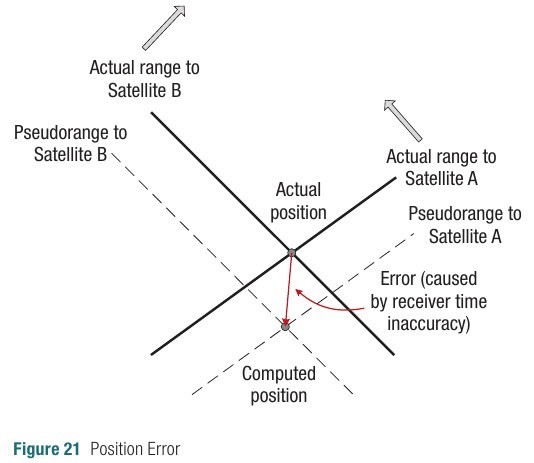 Actual range to
Satellite B
Pseudorange to
Satellite B
Actual range to
Satellite A
Actual
position
Pseudorange to
Satellite A
Error (caused
by receiver time
inaccuracy)
Computed
position
Figure 21 Position Error